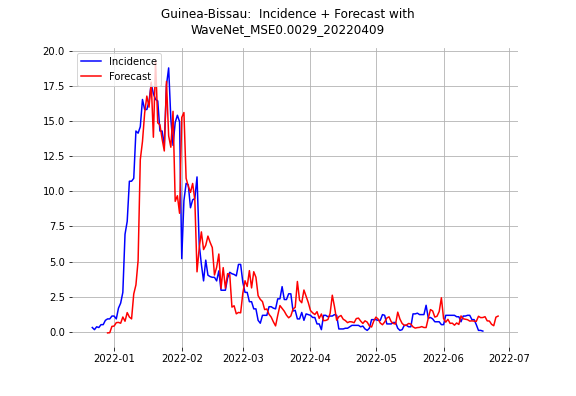 Guinea-Bissau:  Incidence + Forecast with
WaveNet_MSE0.0029_20220409
Incidence
Forecast
20.0
17.5
15.0
12.5
10.0
7.5
5.0
2.5
0.0
2022-01 2022-02 2022-03 2022-04 2022-05 2022-06 2022-07